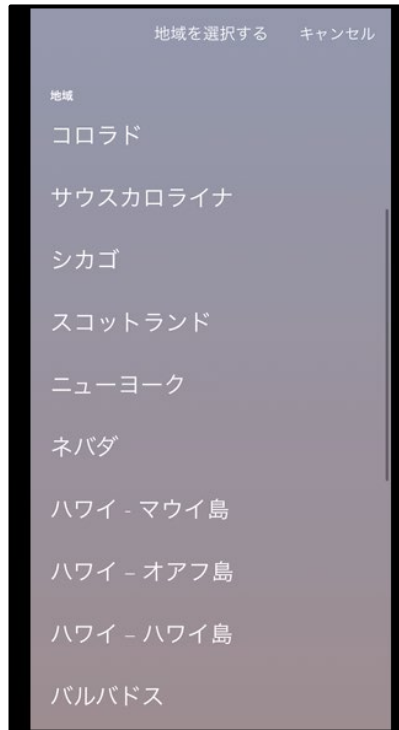 地域を選択する キャンセル
地域
コロラド
サウスカロライナ
シカゴ
スコットランド
ニューヨーク
ネバダ
ハワイ - マウイ島
ハワイ – オアフ島
ハワイ – ハワイ島
バルバドス